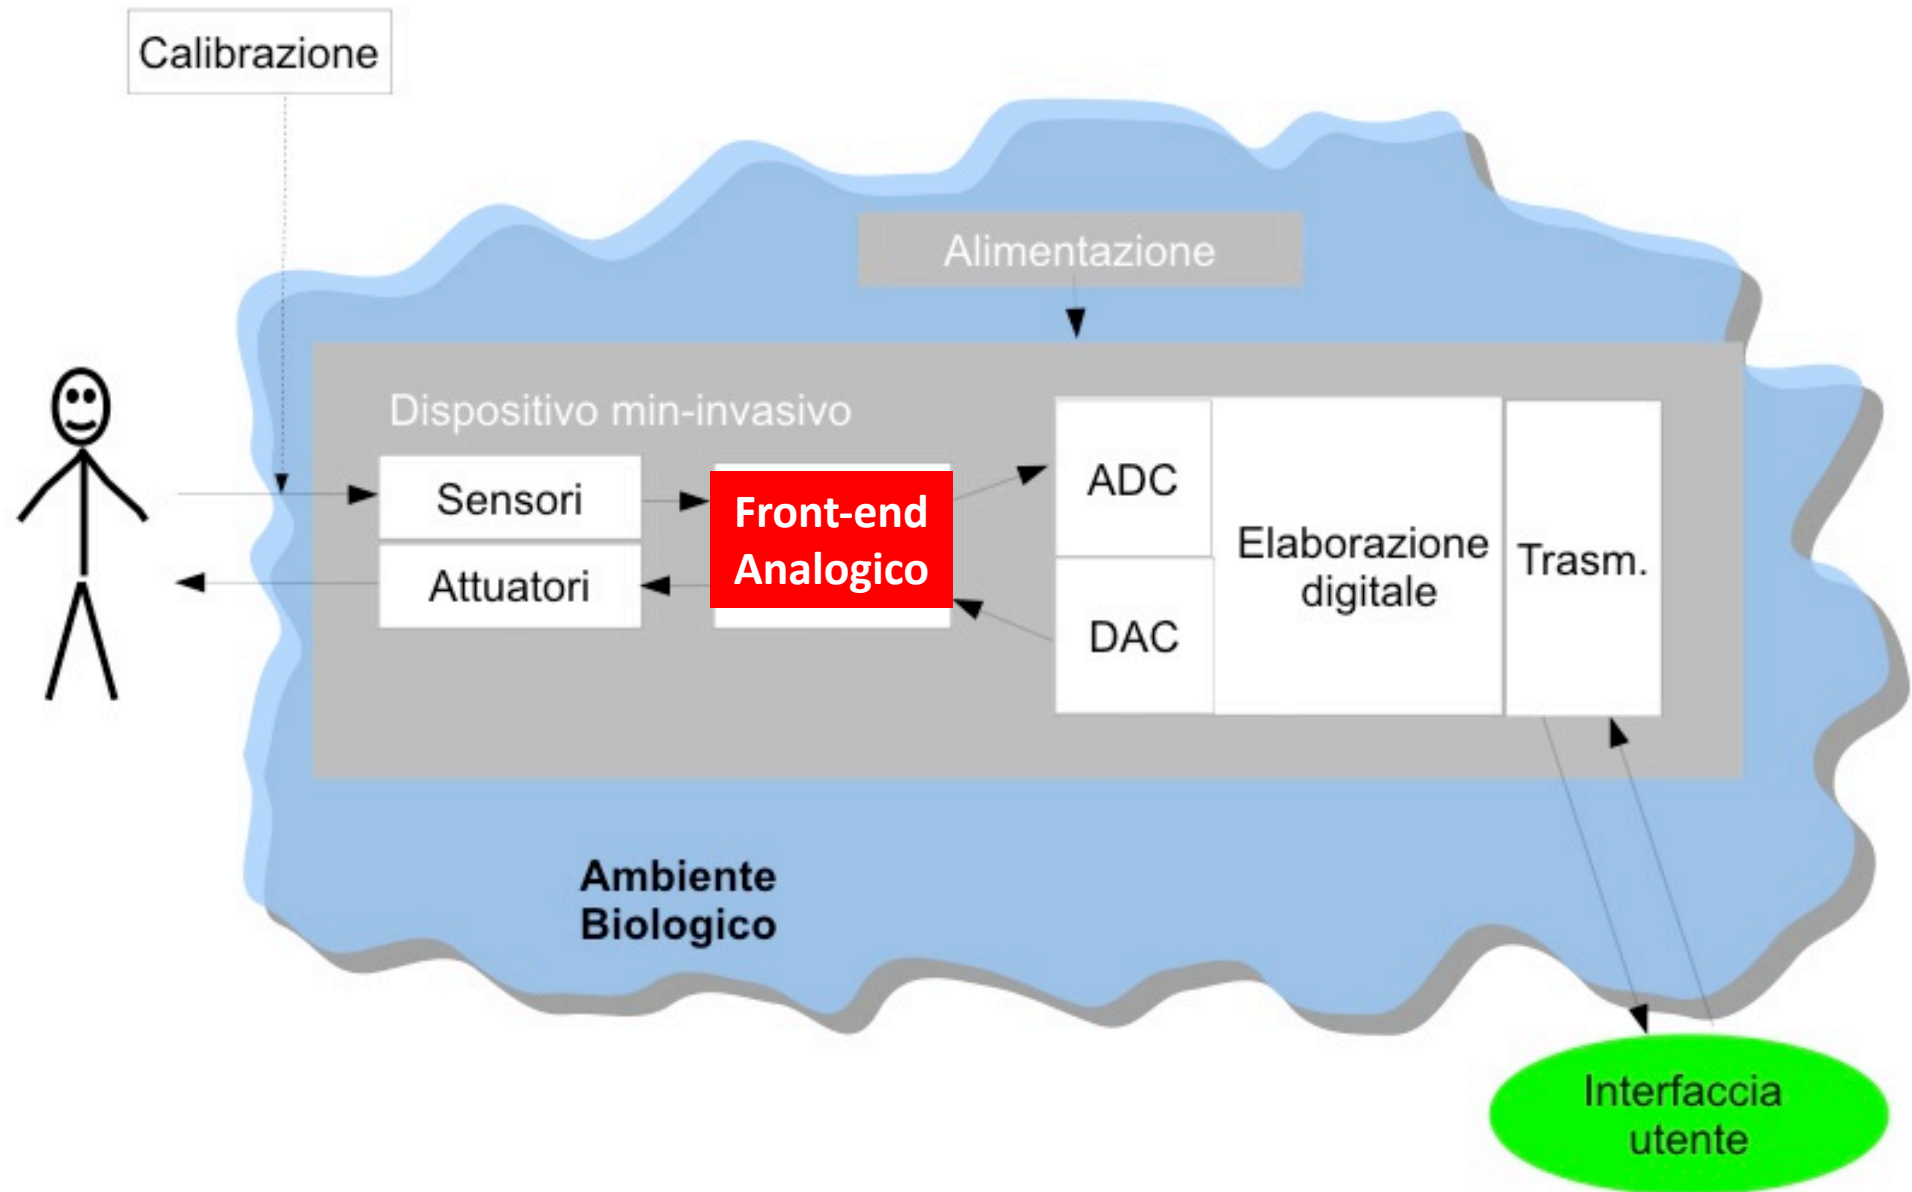 Calibrazione
Alimentazione
Dispositivo min-invasivo
Sensori
Attuatori
Front-end
Analogico
ADC
DAC
Elaborazione
digitale
Trasm.
Ambiente
Biologico
Interfaccia
utente